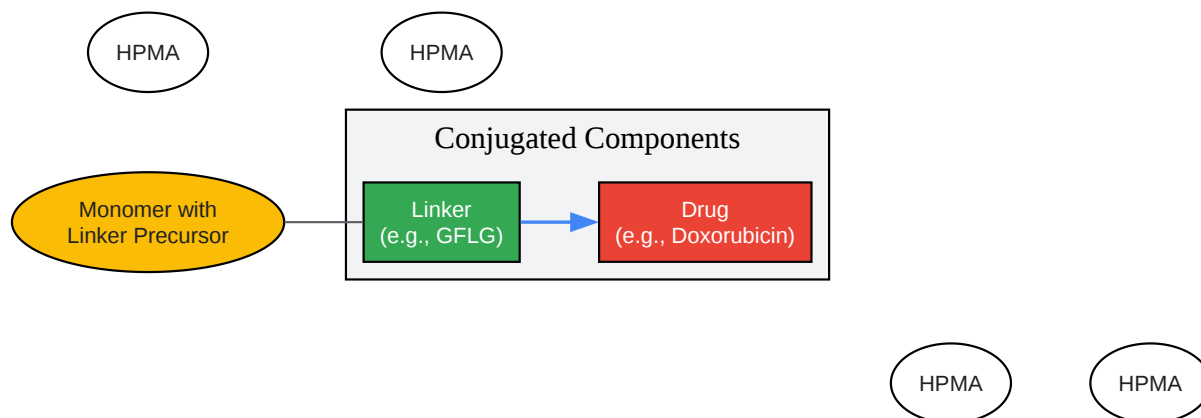 HPMA
HPMA
Conjugated Components
Monomer with
Linker Precursor
Linker
(e.g., GFLG)
Drug
(e.g., Doxorubicin)
HPMA
HPMA